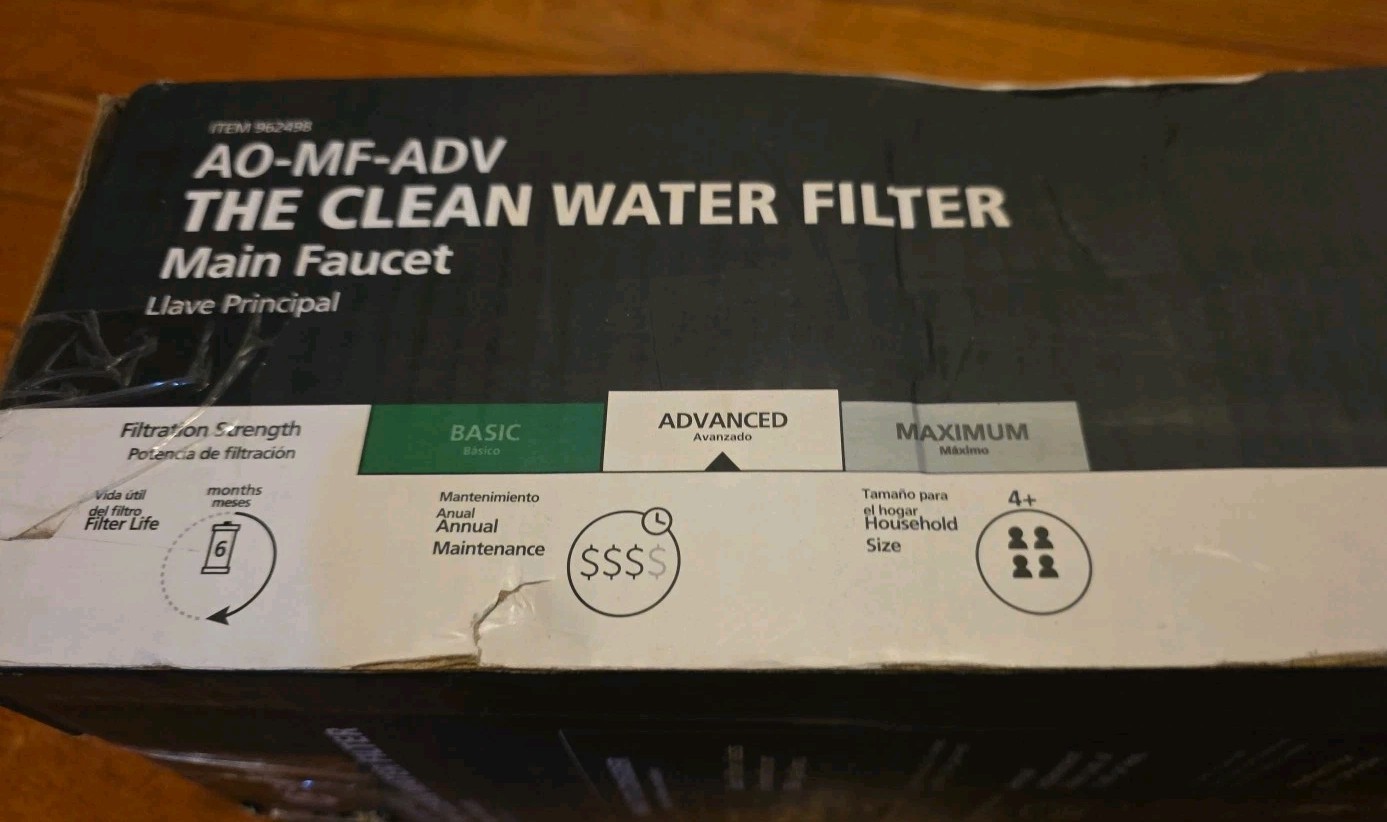 ITEM 962498
AO-MF-ADV
THE CLEAN WATER FILTER
Main Faucet
Llave Principal
Filtration Strength
Potencia de filtración
BASIC
Básico
ADVANCED
Avanzado
MAXIMUM
Máximo
Vida útil
del filtro
Filter Life
months
meses
6
Mantenimiento
Anual
Annual
Maintenance
$$$$
Tamaño para
el hogar
Household
Size
4+